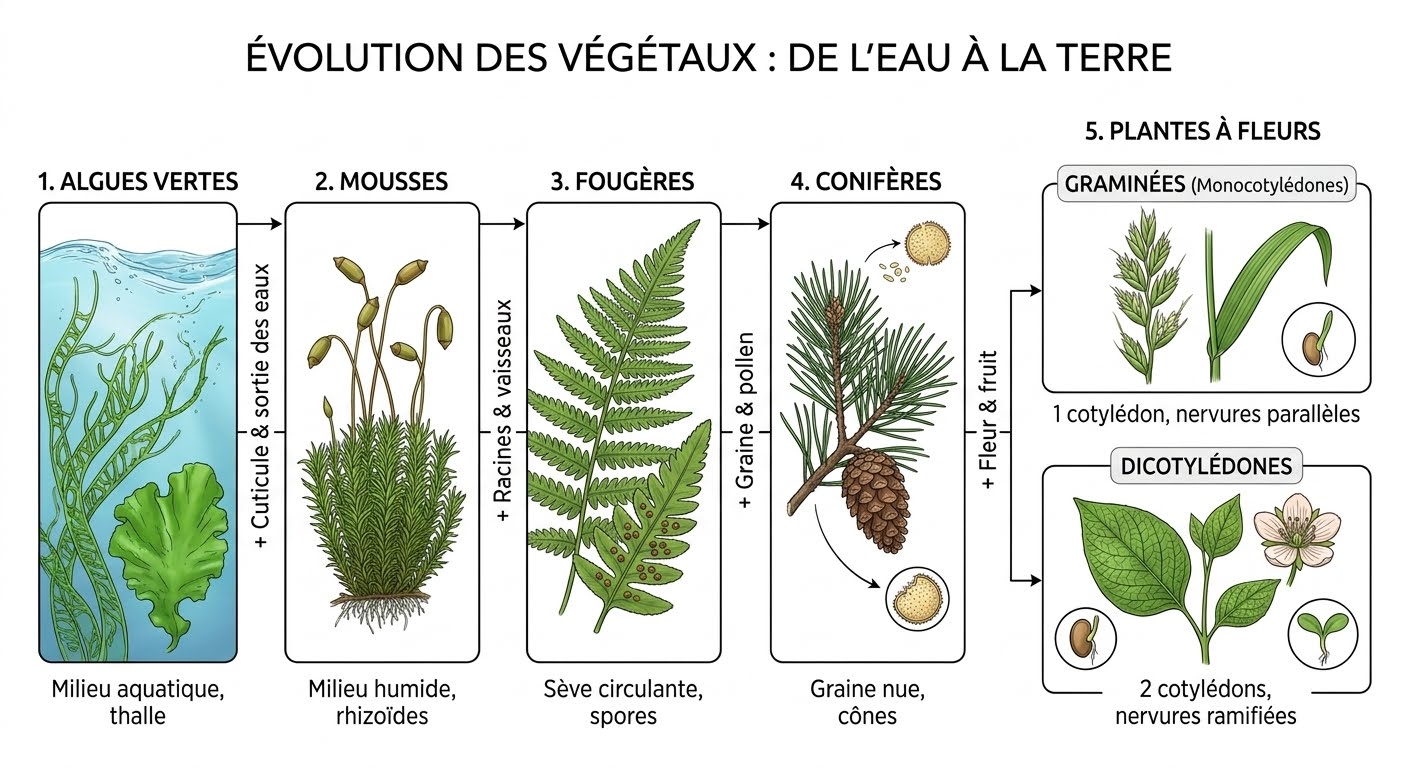 ÉVOLUTION DES VÉGÉTAUX : DE L'EAU À LA TERRE
1. ALGUES VERTES
Milieu aquatique,
thalle
+ Cuticule & sortie des eaux
2. MOUSSES
Milieu humide,
rhizoïdes
+ Racines & vaisseaux
3. FOUGÈRES
Sève circulante,
spores
+ Graine & pollen
4. CONIFÈRES
Graine nue,
cônes
+ Fleur & fruit
5. PLANTES À FLEURS
GRAMINÉES (Monocotylédones)
1 cotylédon, nervures parallèles
DICOTYLÉDONES
2 cotylédons,
nervures ramifiées